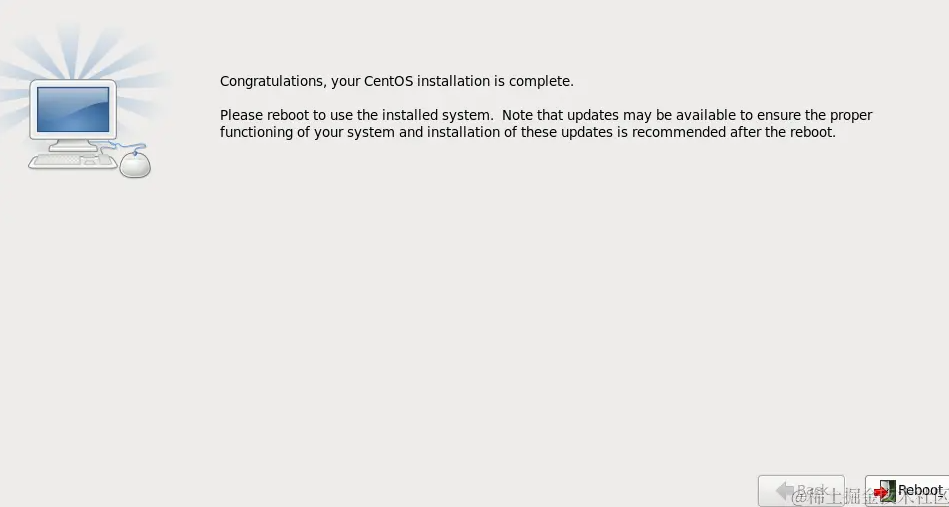 Congratulations, your CentOS installation is complete.
Please reboot to use the installed system.  Note that updates may be available to ensure the proper
functioning of your system and installation of these updates is recommended after the reboot.
Back
Reboot
@稀土掘金技术社区